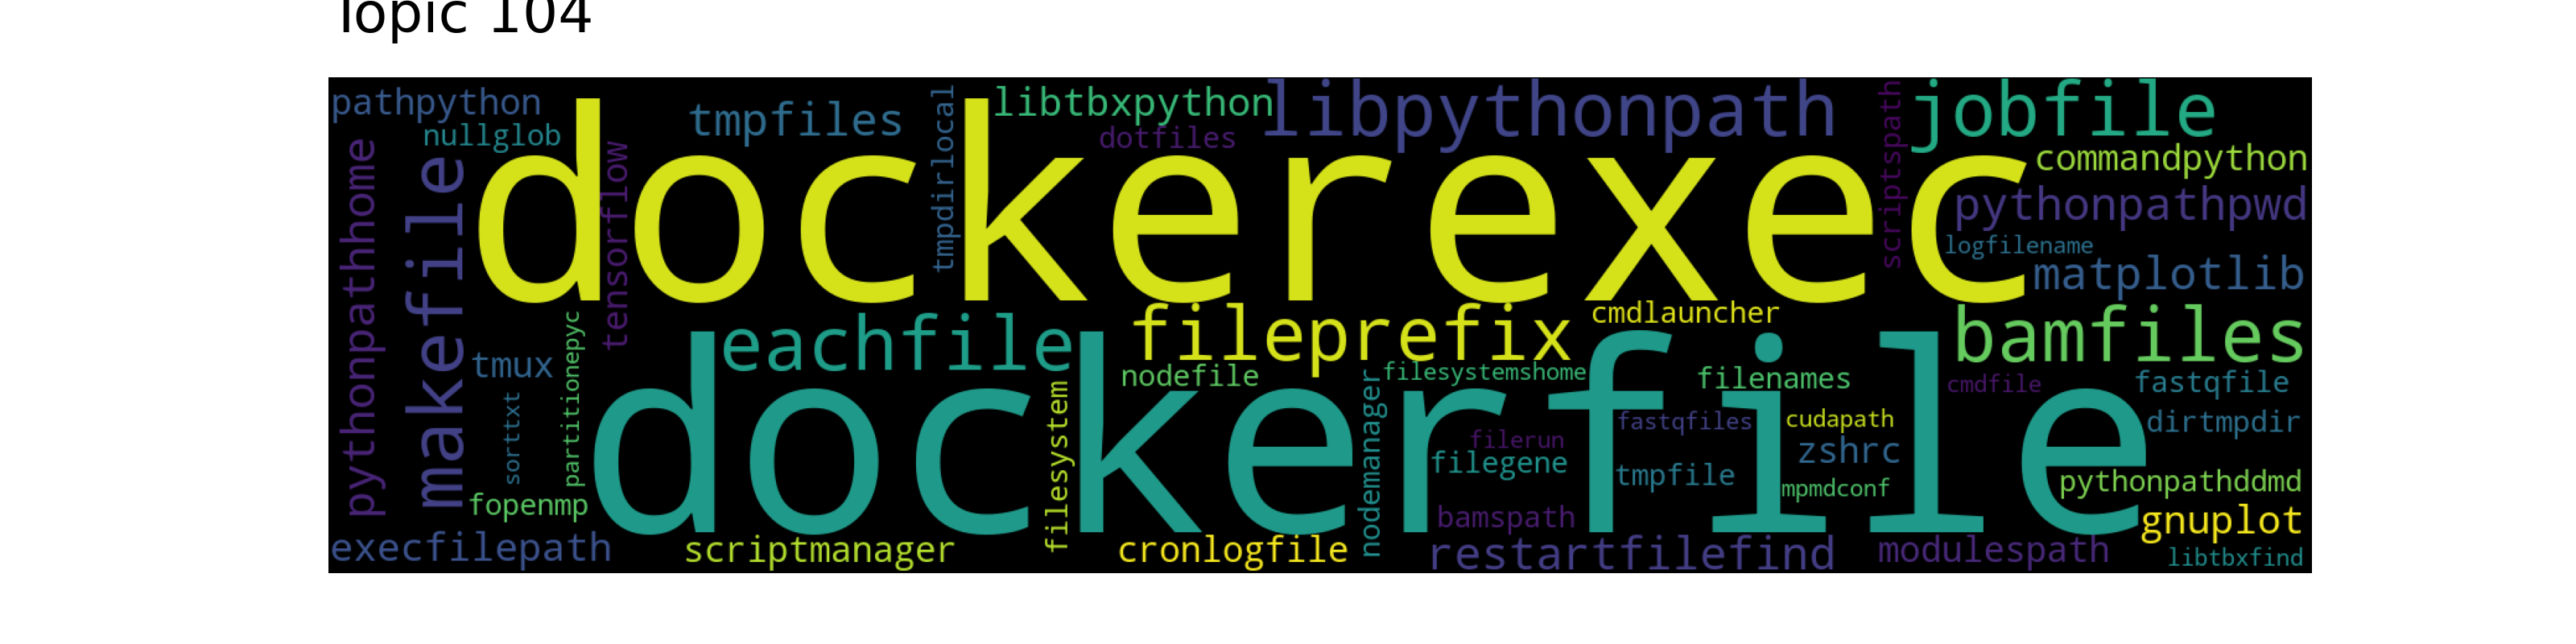 Topic 104
pathpython
nullglob
tmpfiles
tmpdirlocal
libtbxpython
dotfiles
libpythonpath
scriptspath
jobfile
commandpython
pythonpathpwd
logfilename
matplotlib
pythonpathhome
makefile
dockerexec
tensorflow
eachfile
fileprefix
cmdlauncher
bamfiles
tmux
sorttxt
partitionepyc
filesystem
nodefile
nodemanager
filesystemshome
filenames
cmdfile
fastqfile
dockerfile
fastqfiles
cudapath
dirtmpdir
filerun
filegene
tmpfile
zshrc
mpmdconf
pythonpathddmd
fopenmp
bamspath
gnuplot
execfilepath
scriptmanager
cronlogfile
restartfilefind
modulespath
libtbxfind